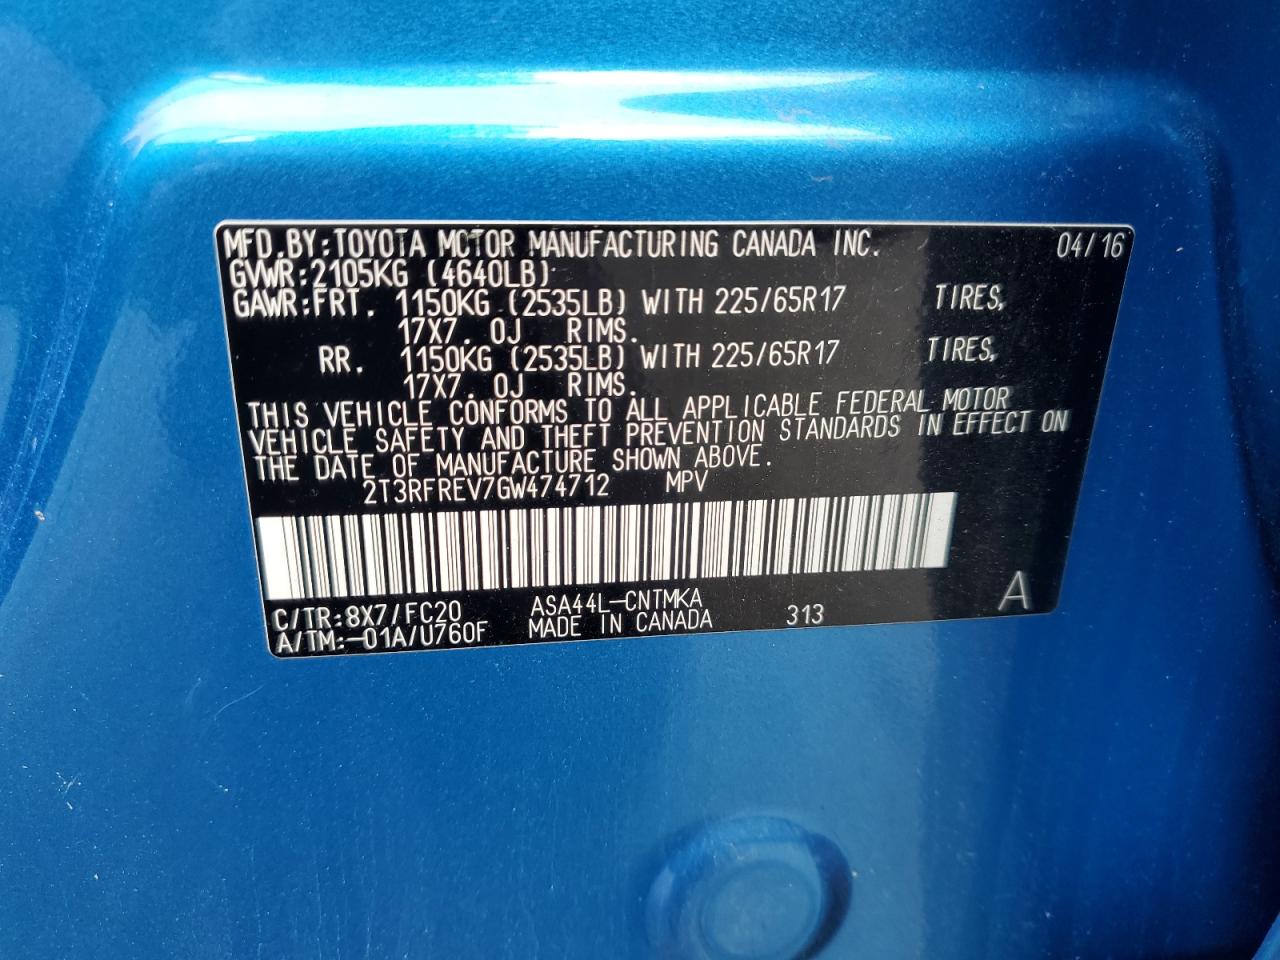 MFD.BY:TOYOTA MOTOR MANUFACTURING CANADA INC. 04/16
GVWR:2105KG (4640LB)
GAWR:FRT. 1150KG (2535LB) WITH 225/65R17 TIRES,
17X7.0J RIMS.
RR. 1150KG (2535LB) WITH 225/65R17 TIRES,
17X7.0J RIMS.
THIS VEHICLE CONFORMS TO ALL APPLICABLE FEDERAL MOTOR
VEHICLE SAFETY AND THEFT PREVENTION STANDARDS IN EFFECT ON
THE DATE OF MANUFACTURE SHOWN ABOVE.
2T3RFREV7GW474712 MPV
C/TR:8X7/FC20 ASA44L-CNTMKA
A/TM:-01A/U760F MADE IN CANADA 313 A